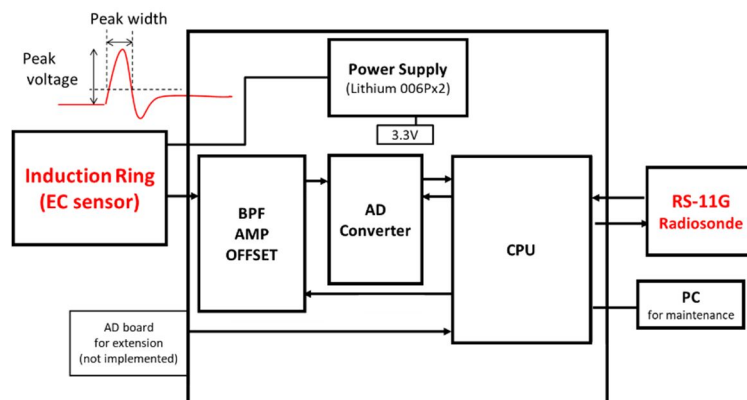 Peak width
Peak
voltage
Power Supply
(Lithium 006Px2)
3.3V
Induction Ring
(EC sensor)
BPF
AMP
OFFSET
AD
Converter
CPU
RS-11G
Radiosonde
PC
for maintenance
AD board
for extension
(not implemented)